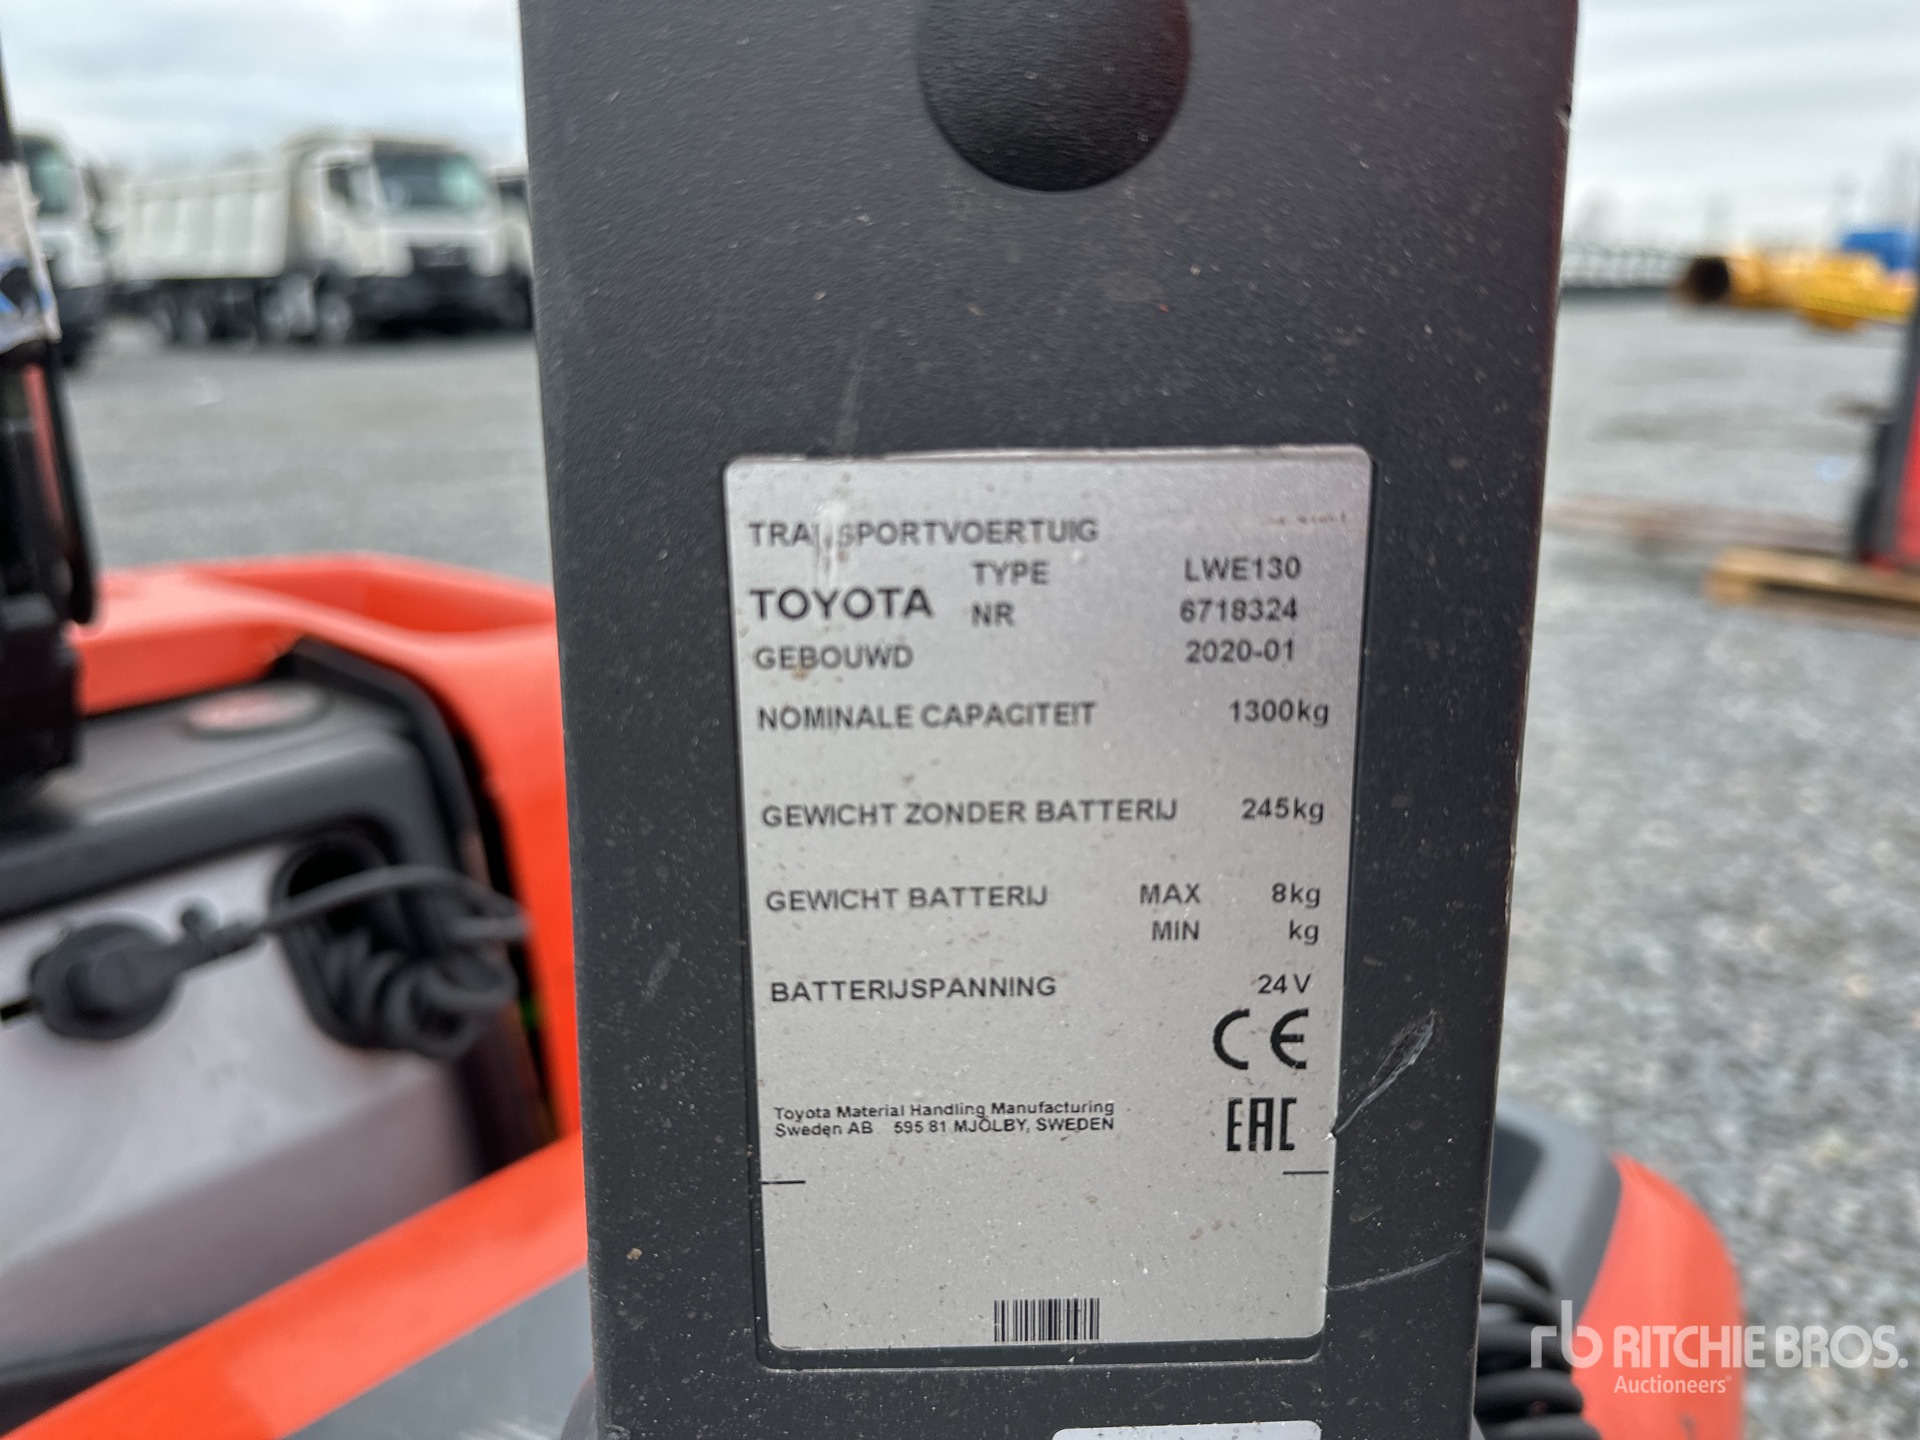 TRANSPORTVOERTUIG
TYPE LWE130
TOYOTA NR 6718324
GEBOUWD 2020-01
NOMINALE CAPACITEIT 1300kg
GEWICHT ZONDER BATTERIJ 245kg
GEWICHT BATTERIJ MAX 8kg
MIN kg
BATTERIJSPANNING 24V
CE
Toyota Material Handling Manufacturing
Sweden AB 595 81 MJÖLBY, SWEDEN
EAC
rb RITCHIE BROS.
Auctioneers